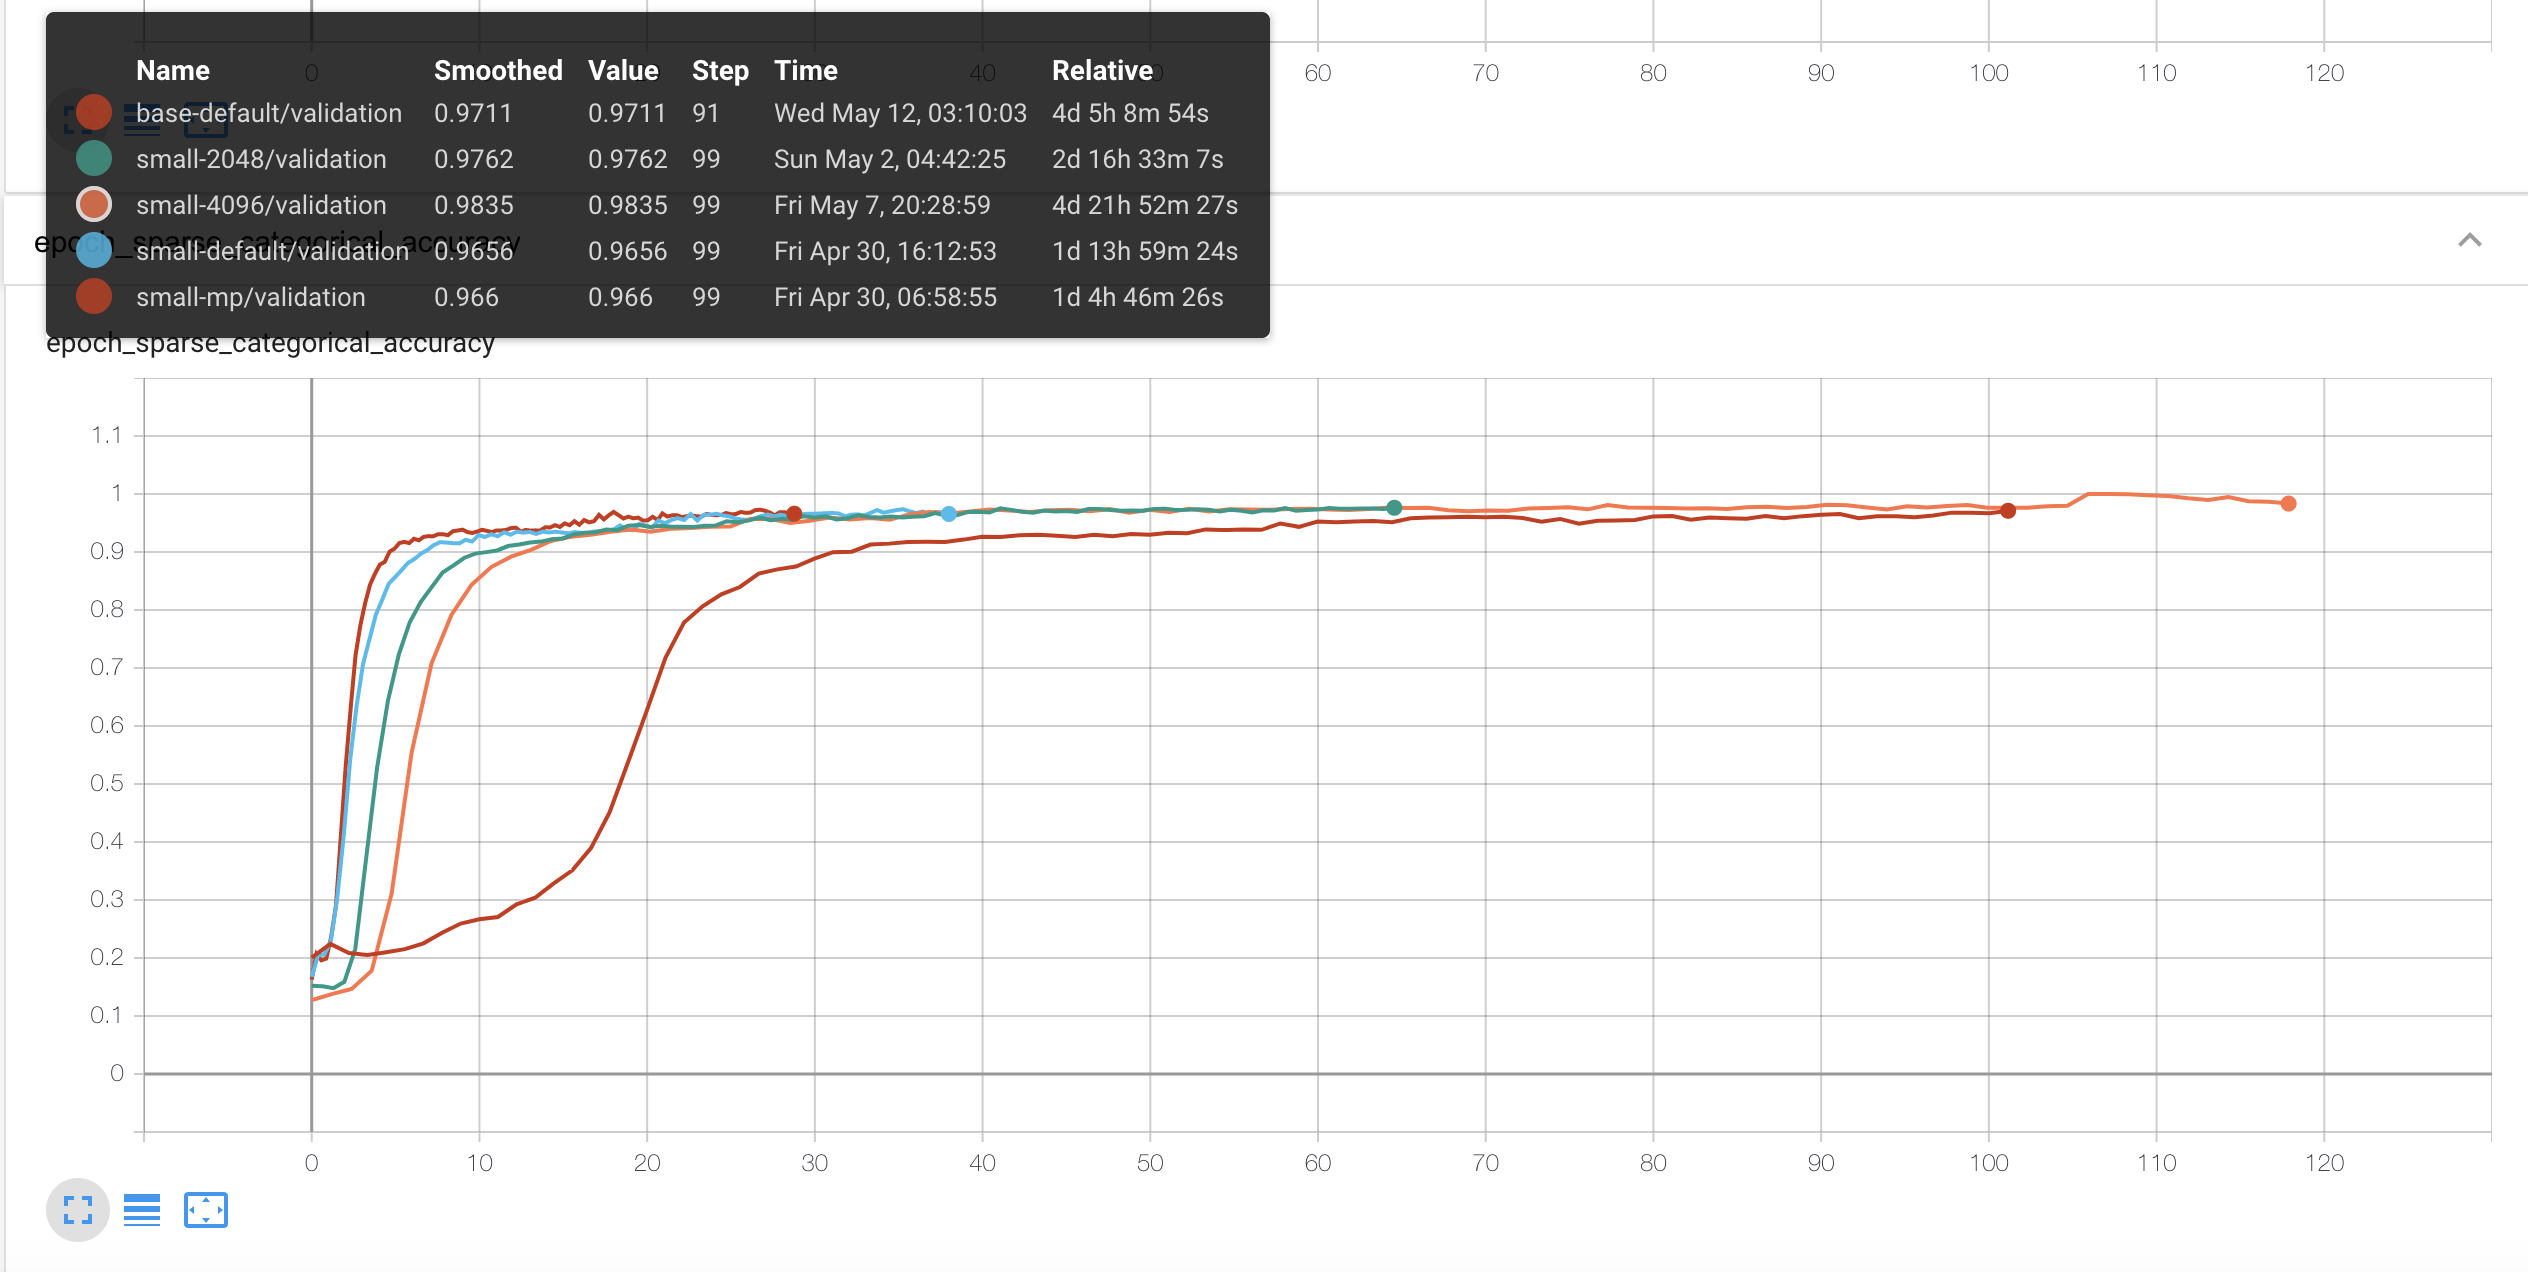 Name Smoothed Value Step Time Relative
0 40 50 60 70 80 90 100 110 120
base-default/validation 0.9711 0.9711 91 Wed May 12, 03:10:03 4d 5h 8m 54s
small-2048/validation 0.9762 0.9762 99 Sun May 2, 04:42:25 2d 16h 33m 7s
small-4096/validation 0.9835 0.9835 99 Fri May 7, 20:28:59 4d 21h 52m 27s
epoch_sparse_categorical_accuracy
small-default/validation 0.9656 0.9656 99 Fri Apr 30, 16:12:53 1d 13h 59m 24s
small-mp/validation 0.966 0.966 99 Fri Apr 30, 06:58:55 1d 4h 46m 26s
epoch_sparse_categorical_accuracy
1.1
1
0.9
0.8
0.7
0.6
0.5
0.4
0.3
0.2
0.1
0
0 10 20 30 40 50 60 70 80 90 100 110 120